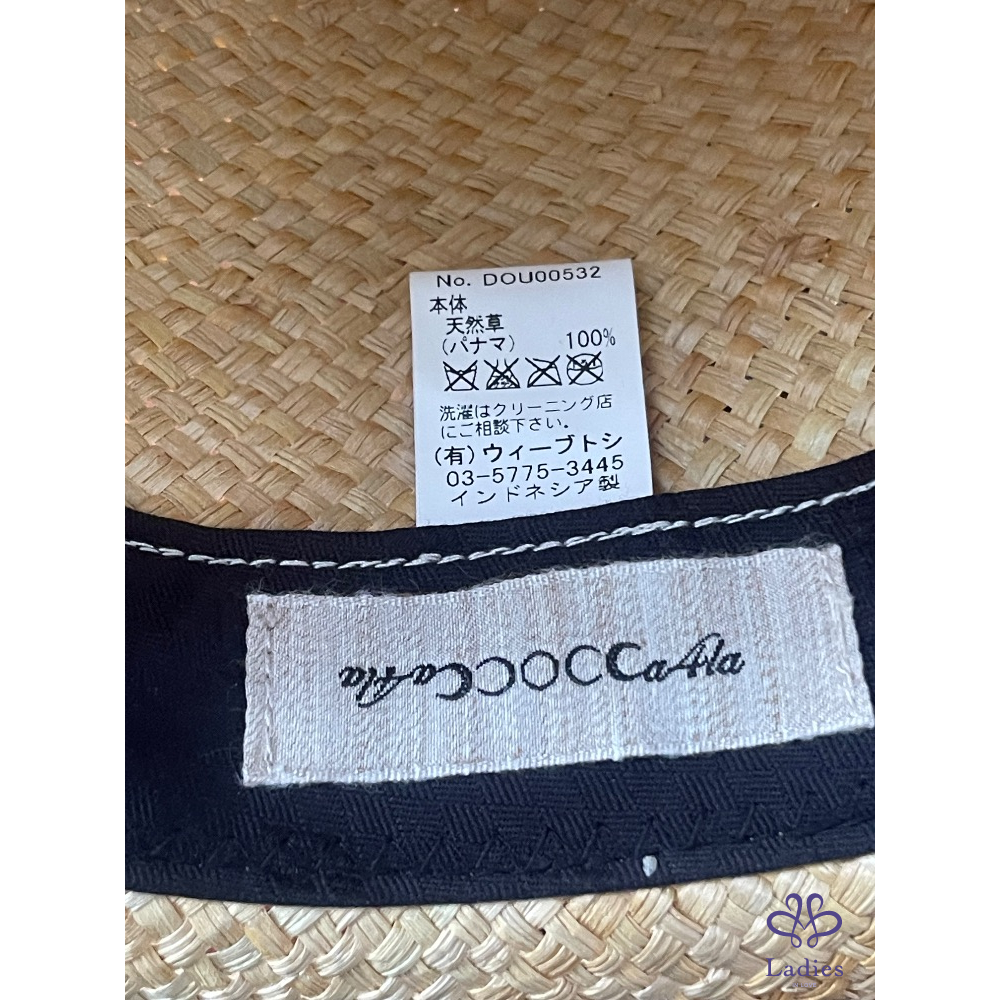 No. DOU00532
本体
天然草
(パナマ) 100%
洗濯はクリーニング店
にご相談下さい。
(有)ウィーブトシ
03-5775-3445
インドネシア製
CaAla
CaAla
Ladies